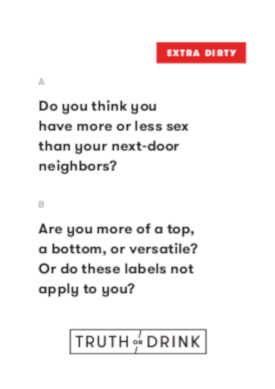 EXTRA DIRTY
A
Do you think you
have more or less sex
than your next-door
neighbors?
B
Are you more of a top,
a bottom, or versatile?
Or do these labels not
apply to you?
TRUTH OR DRINK